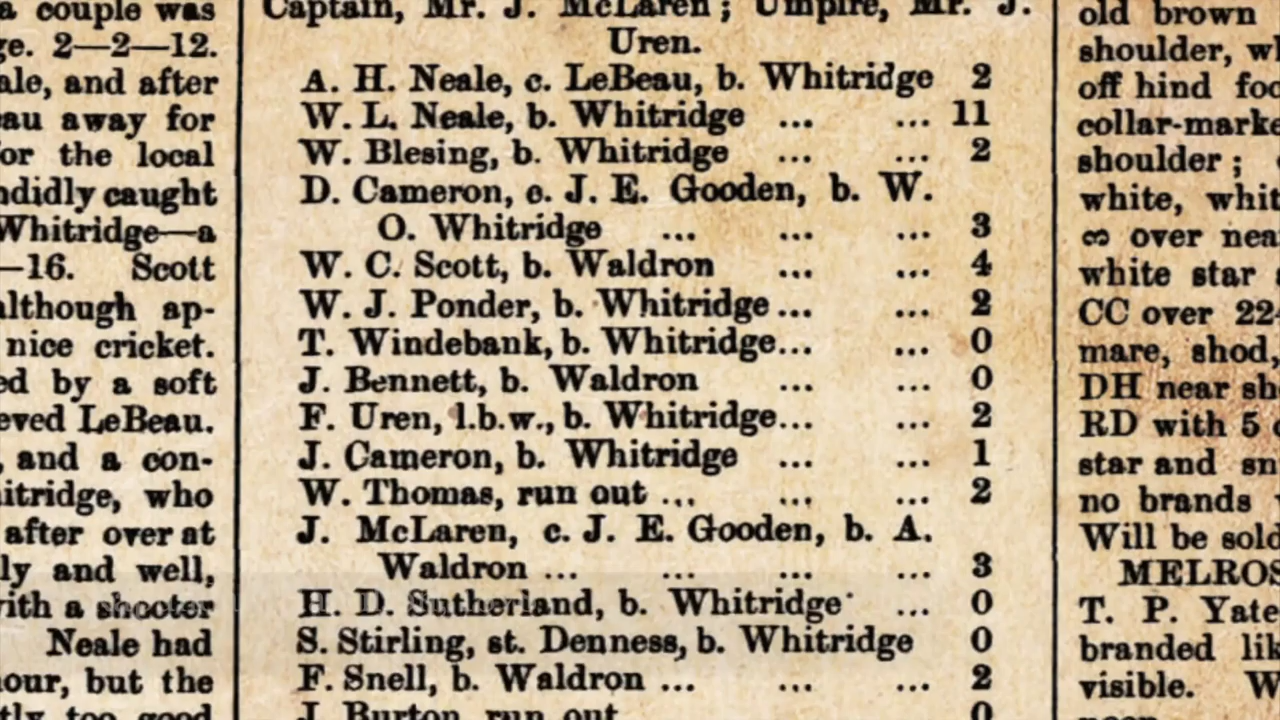 a couple was
ge. 2—2—12.
ale, and after
au away for
for the local
ndidly caught
Whitridge—a
—16. Scott
although ap-
nice cricket.
ed by a soft
eved LeBeau.
, and a con-
itridge, who
after over at
ly and well,
with a shooter
Neale had
our, but the
tly too good
Captain, Mr. J. McLaren; Umpire, Mr. J.
Uren.
A. H. Neale, c. LeBeau, b. Whitridge 2
W. L. Neale, b. Whitridge ... ... 11
W. Blesing, b. Whitridge ... ... 2
D. Cameron, c. J. E. Gooden, b. W.
O. Whitridge ... ... ... 3
W. C. Scott, b. Waldron ... ... 4
W. J. Ponder, b. Whitridge... ... 2
T. Windebank, b. Whitridge... ... 0
J. Bennett, b. Waldron ... ... 0
F. Uren, l.b.w., b. Whitridge... ... 2
J. Cameron, b. Whitridge ... ... 1
W. Thomas, run out ... ... ... 2
J. McLaren, c. J. E. Gooden, b. A.
Waldron ... ... ... ... 3
H. D. Sutherland, b. Whitridge ... 0
S. Stirling, st. Denness, b. Whitridge 0
F. Snell, b. Waldron ... ... ... 2
J. Burton, run out 0
old brown
shoulder, wh
off hind foo
collar-marke
shoulder;
white, whit
∞ over nea
white star
CC over 22
mare, shod,
DH near sh
RD with 5
star and sn
no brands
Will be sold
MELROS
T. P. Yate
branded lik
visible. W